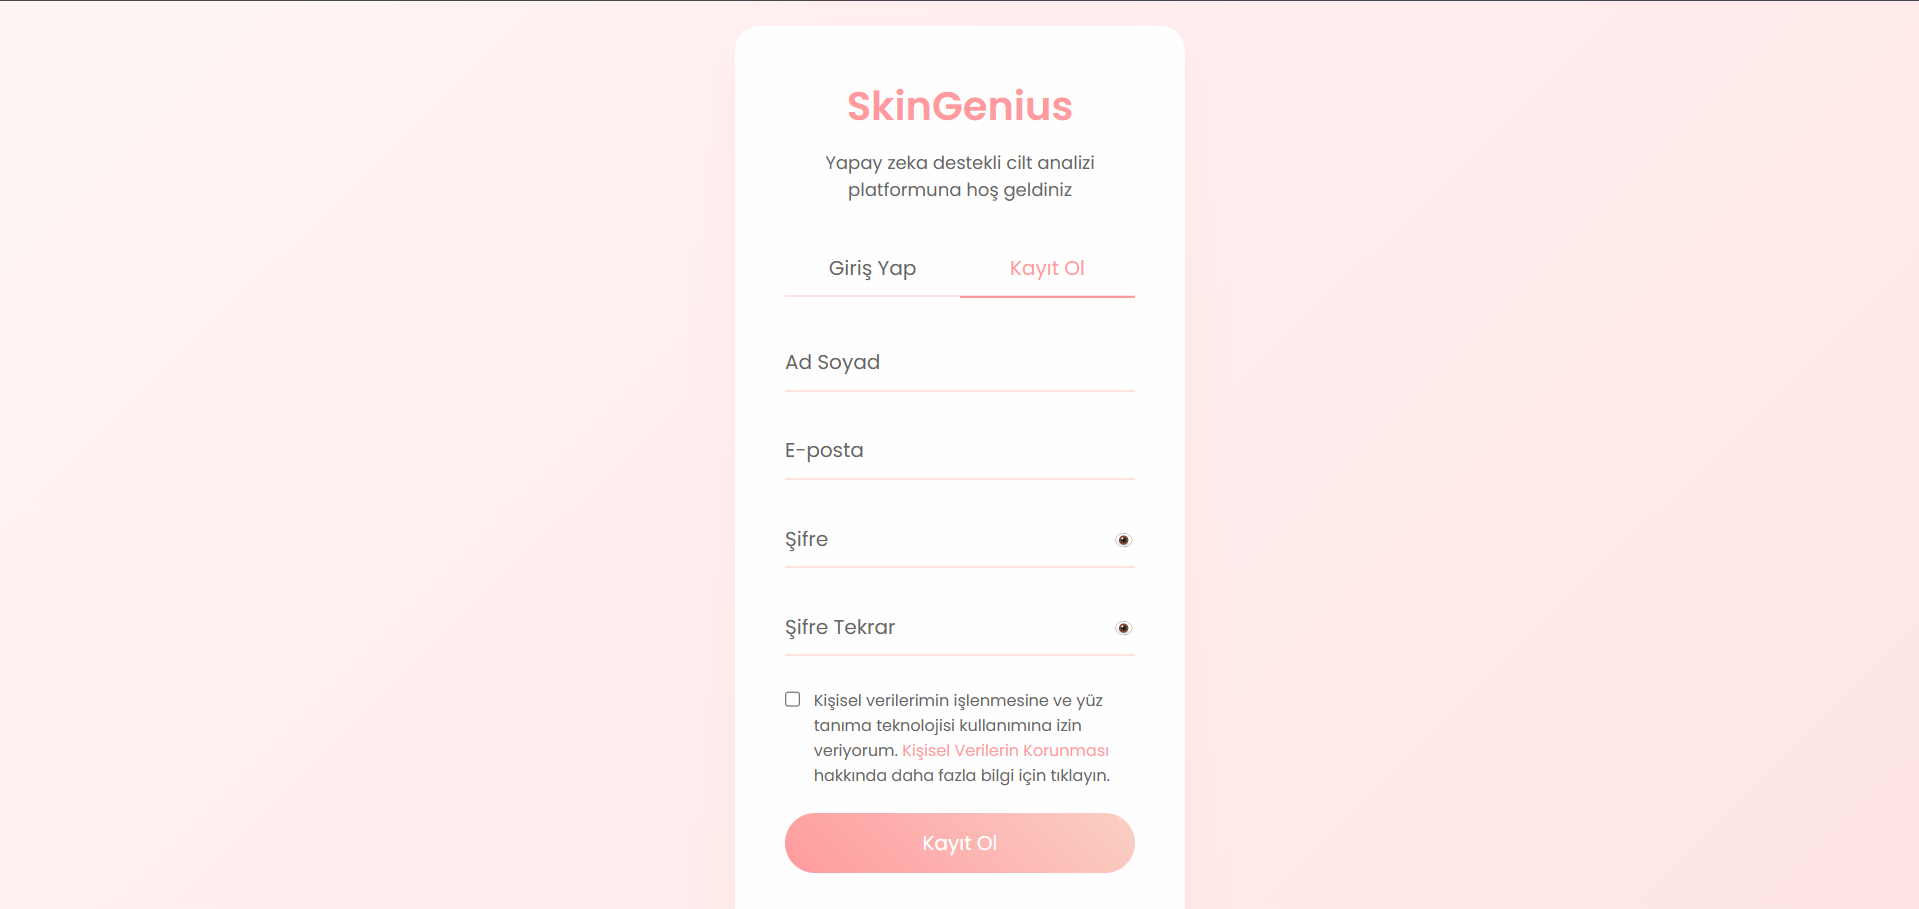 SkinGenius
Yapay zeka destekli cilt analizi
platformuna hoş geldiniz
Giriş Yap
Kayıt Ol
Ad Soyad
E-posta
Şifre
Şifre Tekrar
Kişisel verilerimin işlenmesine ve yüz
tanıma teknolojisi kullanımına izin
veriyorum. Kişisel Verilerin Korunması
hakkında daha fazla bilgi için tıklayın.
Kayıt Ol